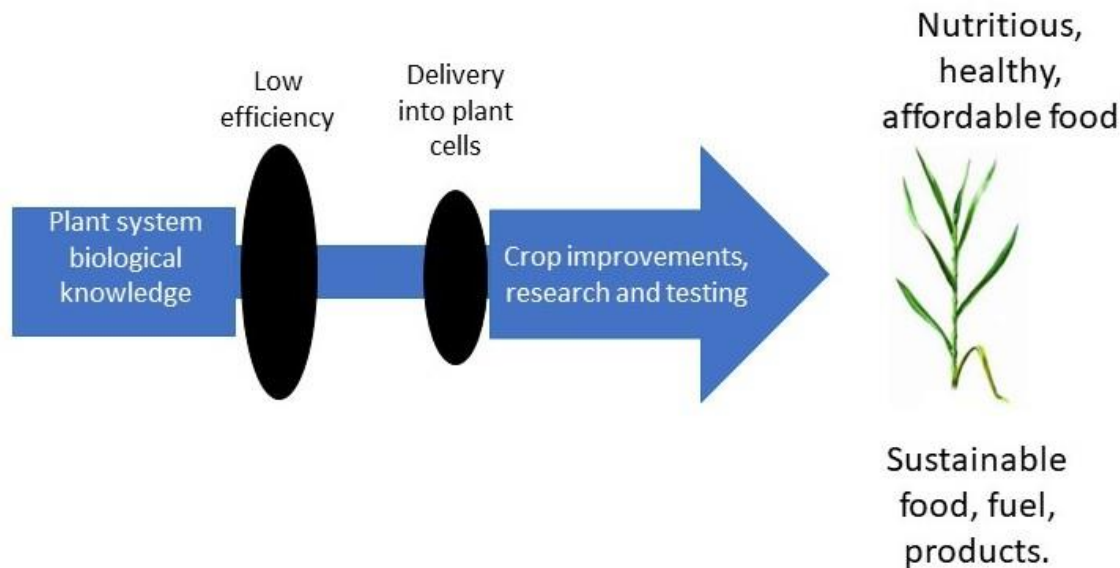 Low
efficiency
Delivery
into plant
cells
Plant system
biological
knowledge
Crop improvements,
research and testing
Nutritious,
healthy,
affordable food
Sustainable
food, fuel,
products.